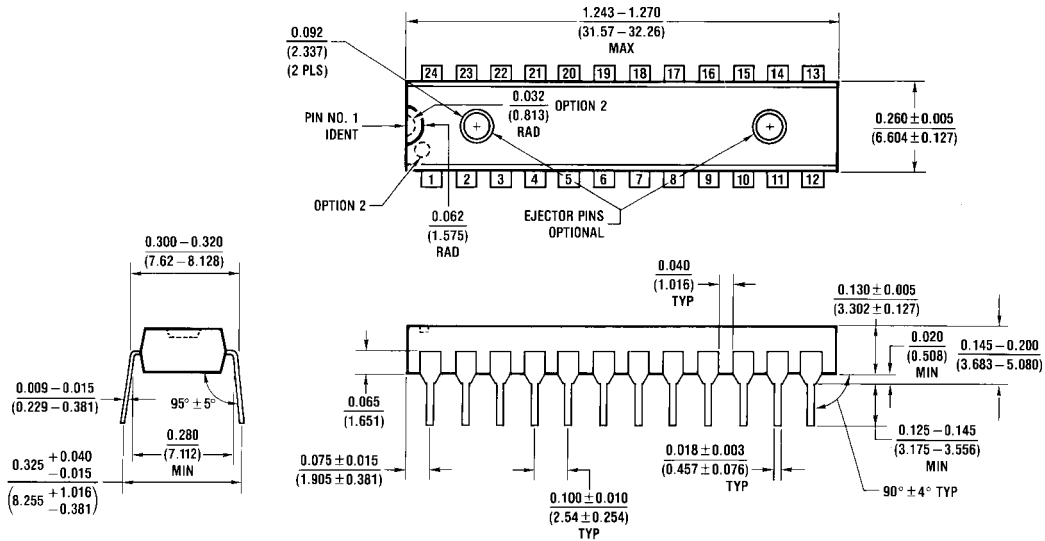 1.243 – 1.270
(31.57 – 32.26)
MAX
0.092
(2.337)
(2 PLS)
24 23 22 21 20 19 18 17 16 15 14 13
0.032
(0.813)
RAD
OPTION 2
PIN NO. 1
IDENT
0.260 ± 0.005
(6.604 ± 0.127)
1 2 3 4 5 6 7 8 9 10 11 12
OPTION 2
0.062
(1.575)
RAD
EJECTOR PINS
OPTIONAL
0.300 – 0.320
(7.62 – 8.128)
0.040
(1.016)
TYP
0.130 ± 0.005
(3.302 ± 0.127)
0.020
(0.508)
MIN
0.145 – 0.200
(3.683 – 5.080)
0.009 – 0.015
(0.229 – 0.381)
95° ± 5°
0.280
(7.112)
MIN
0.325 +0.040 -0.015
(8.255 +1.016 -0.381)
0.065
(1.651)
0.075 ± 0.015
(1.905 ± 0.381)
0.100 ± 0.010
(2.54 ± 0.254)
TYP
0.018 ± 0.003
(0.457 ± 0.076)
TYP
0.125 – 0.145
(3.175 – 3.556)
MIN
90° ± 4° TYP